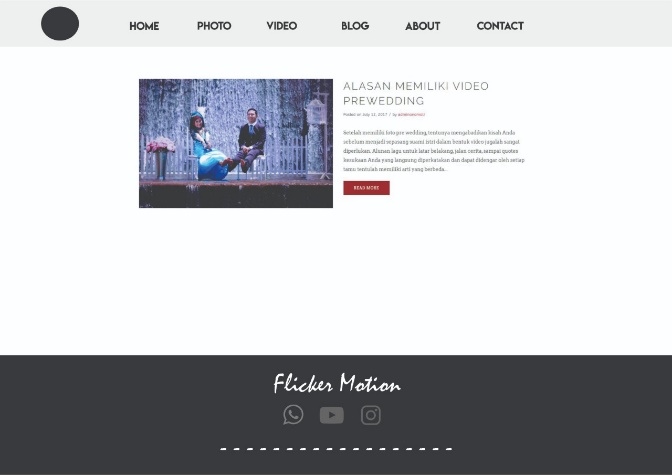 HOME PHOTO VIDEO BLOG ABOUT CONTACT
ALASAN MEMILIKI VIDEO
PREWEDDING
Posted on July 12, 2017 / by
Setelah memiliki foto pre wedding, tentunya mengabadikan kisah Anda
sebelum menjadi sepasang suami istri dalam bentuk video jugalah sangat
diperlukan. Alunan lagu untuk latar belakang, jalan cerita, sampai quotes
kesukaan Anda yang langsung diperkatakan dan dapat didengar oleh setiap
tamu tentulah memiliki arti yang berbeda.
READ MORE
Flicker Motion